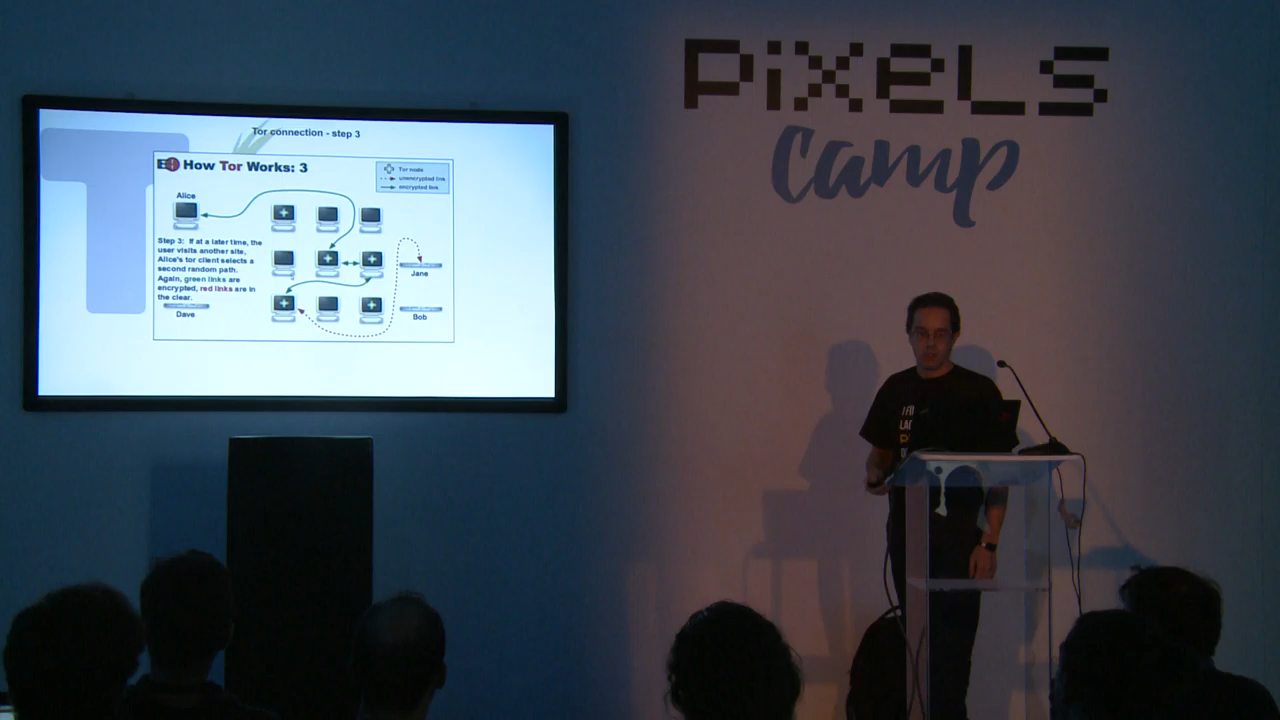 Pixels
Camp
Tor connection - step 3
How Tor Works: 3
Tor node
unencrypted link
encrypted link
Alice
Step 3: If at a later time, the
user visits another site,
Alice's tor client selects a
second random path.
Again, green links are
encrypted, red links are in
the clear.
Jane
Dave
Bob